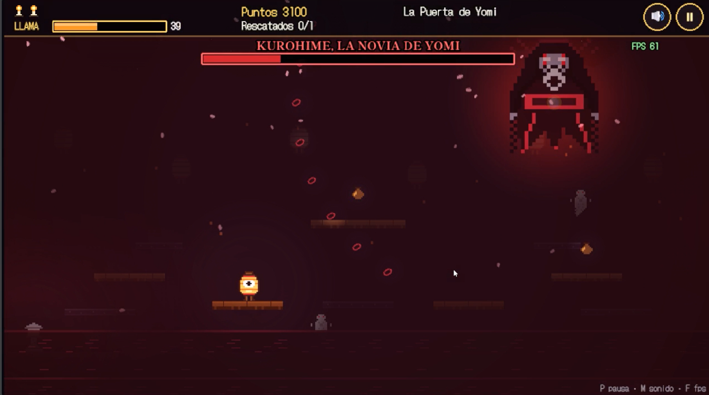 Puntos 3100
La Puerta de Yomi
LLAMA 39
Rescatados 0/1
KUROHIME, LA NOVIA DE YOMI
FPS 61
P pausa · M sonido · F fps